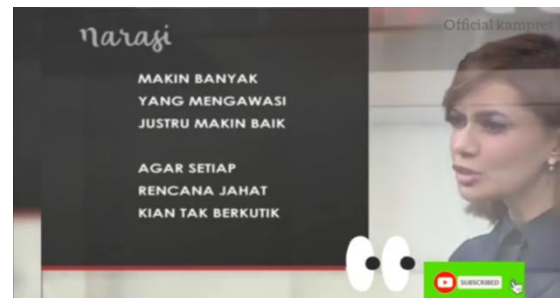 Narasi
Official kampret
MAKIN BANYAK
YANG MENGAWASI
JUSTRU MAKIN BAIK
AGAR SETIAP
RENCANA JAHAT
KIAN TAK BERKUTIK
SUBSCRIBED